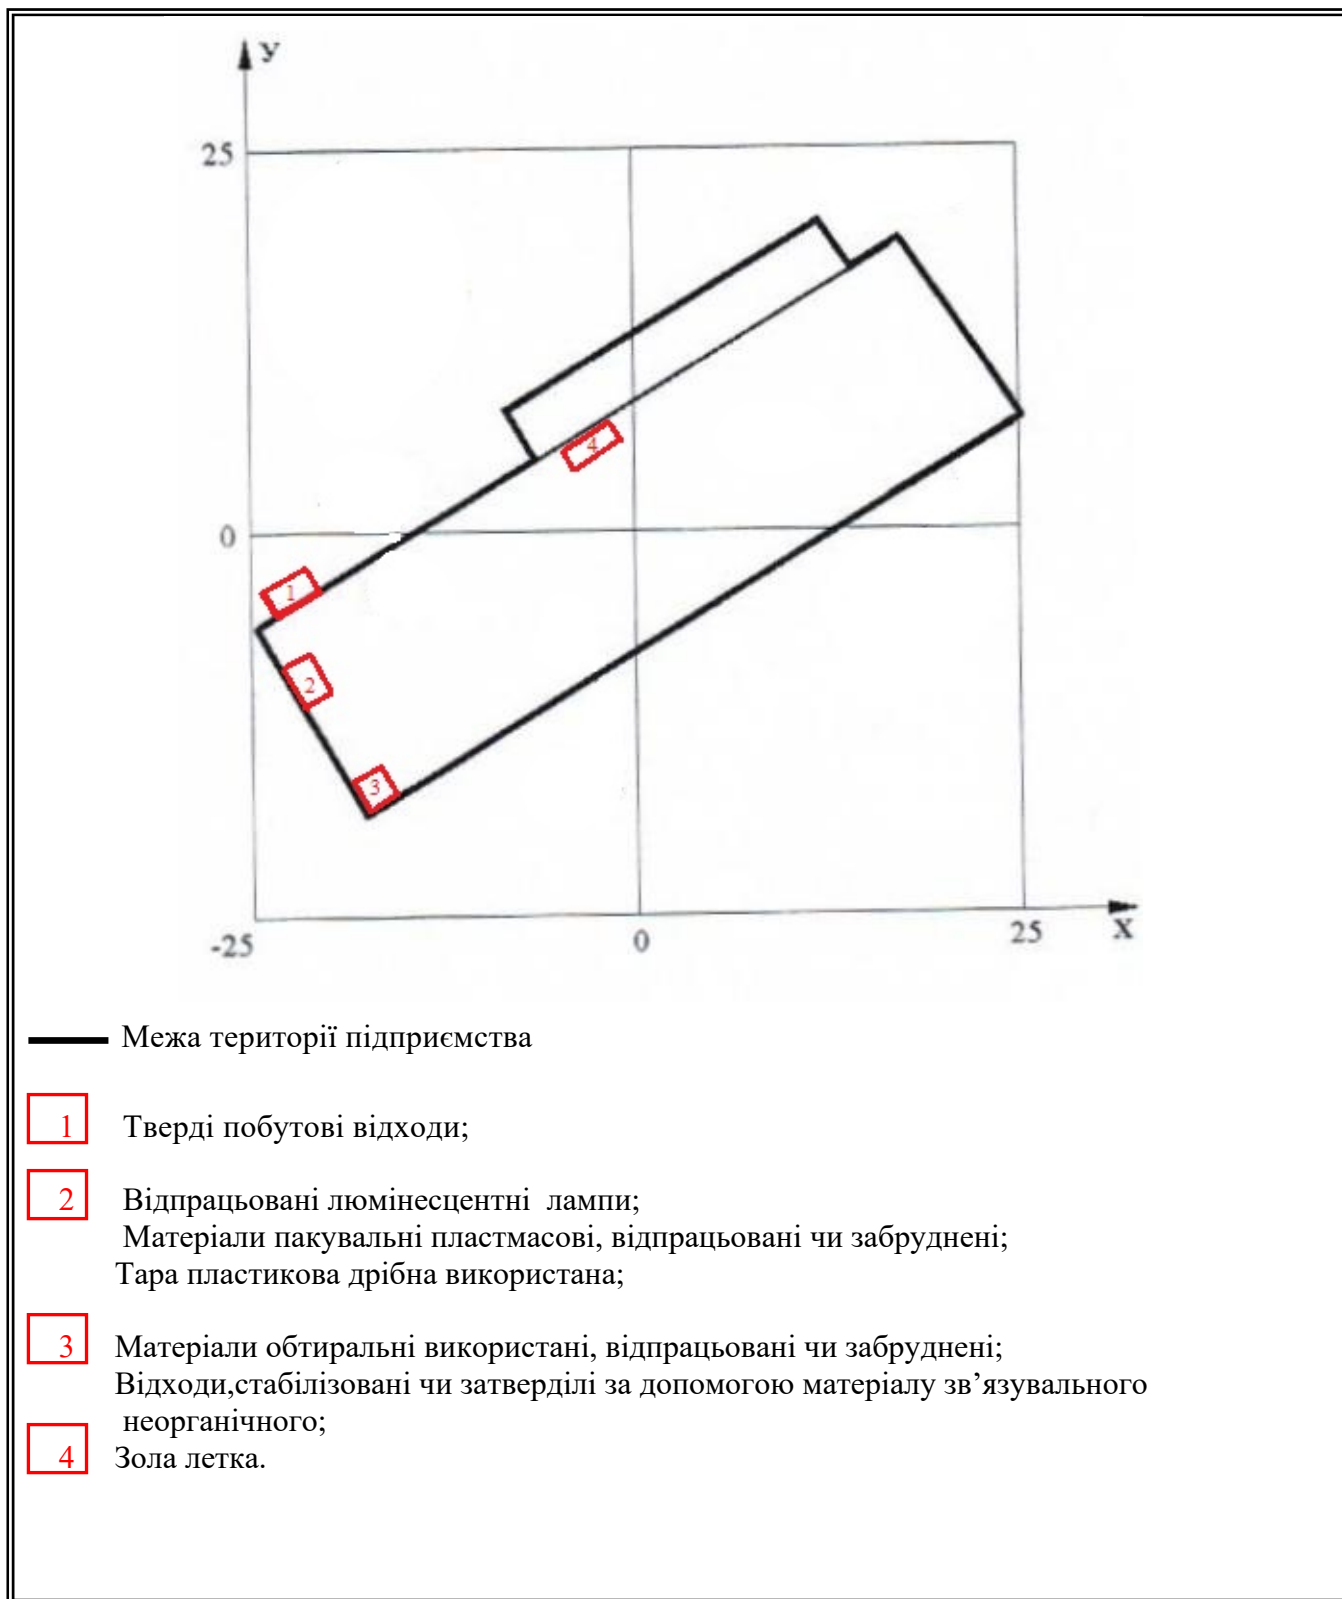 У
25
4
0
1
2
3
-25
0
25
Х
Межа території підприємства
1 Тверді побутові відходи;
2 Відпрацьовані люмінесцентні лампи;
Матеріали пакувальні пластмасові, відпрацьовані чи забруднені;
Тара пластикова дрібна використана;
3 Матеріали обтиральні використані, відпрацьовані чи забруднені;
Відходи,стабілізовані чи затверділі за допомогою матеріалу зв’язувального
неорганічного;
4 Зола летка.